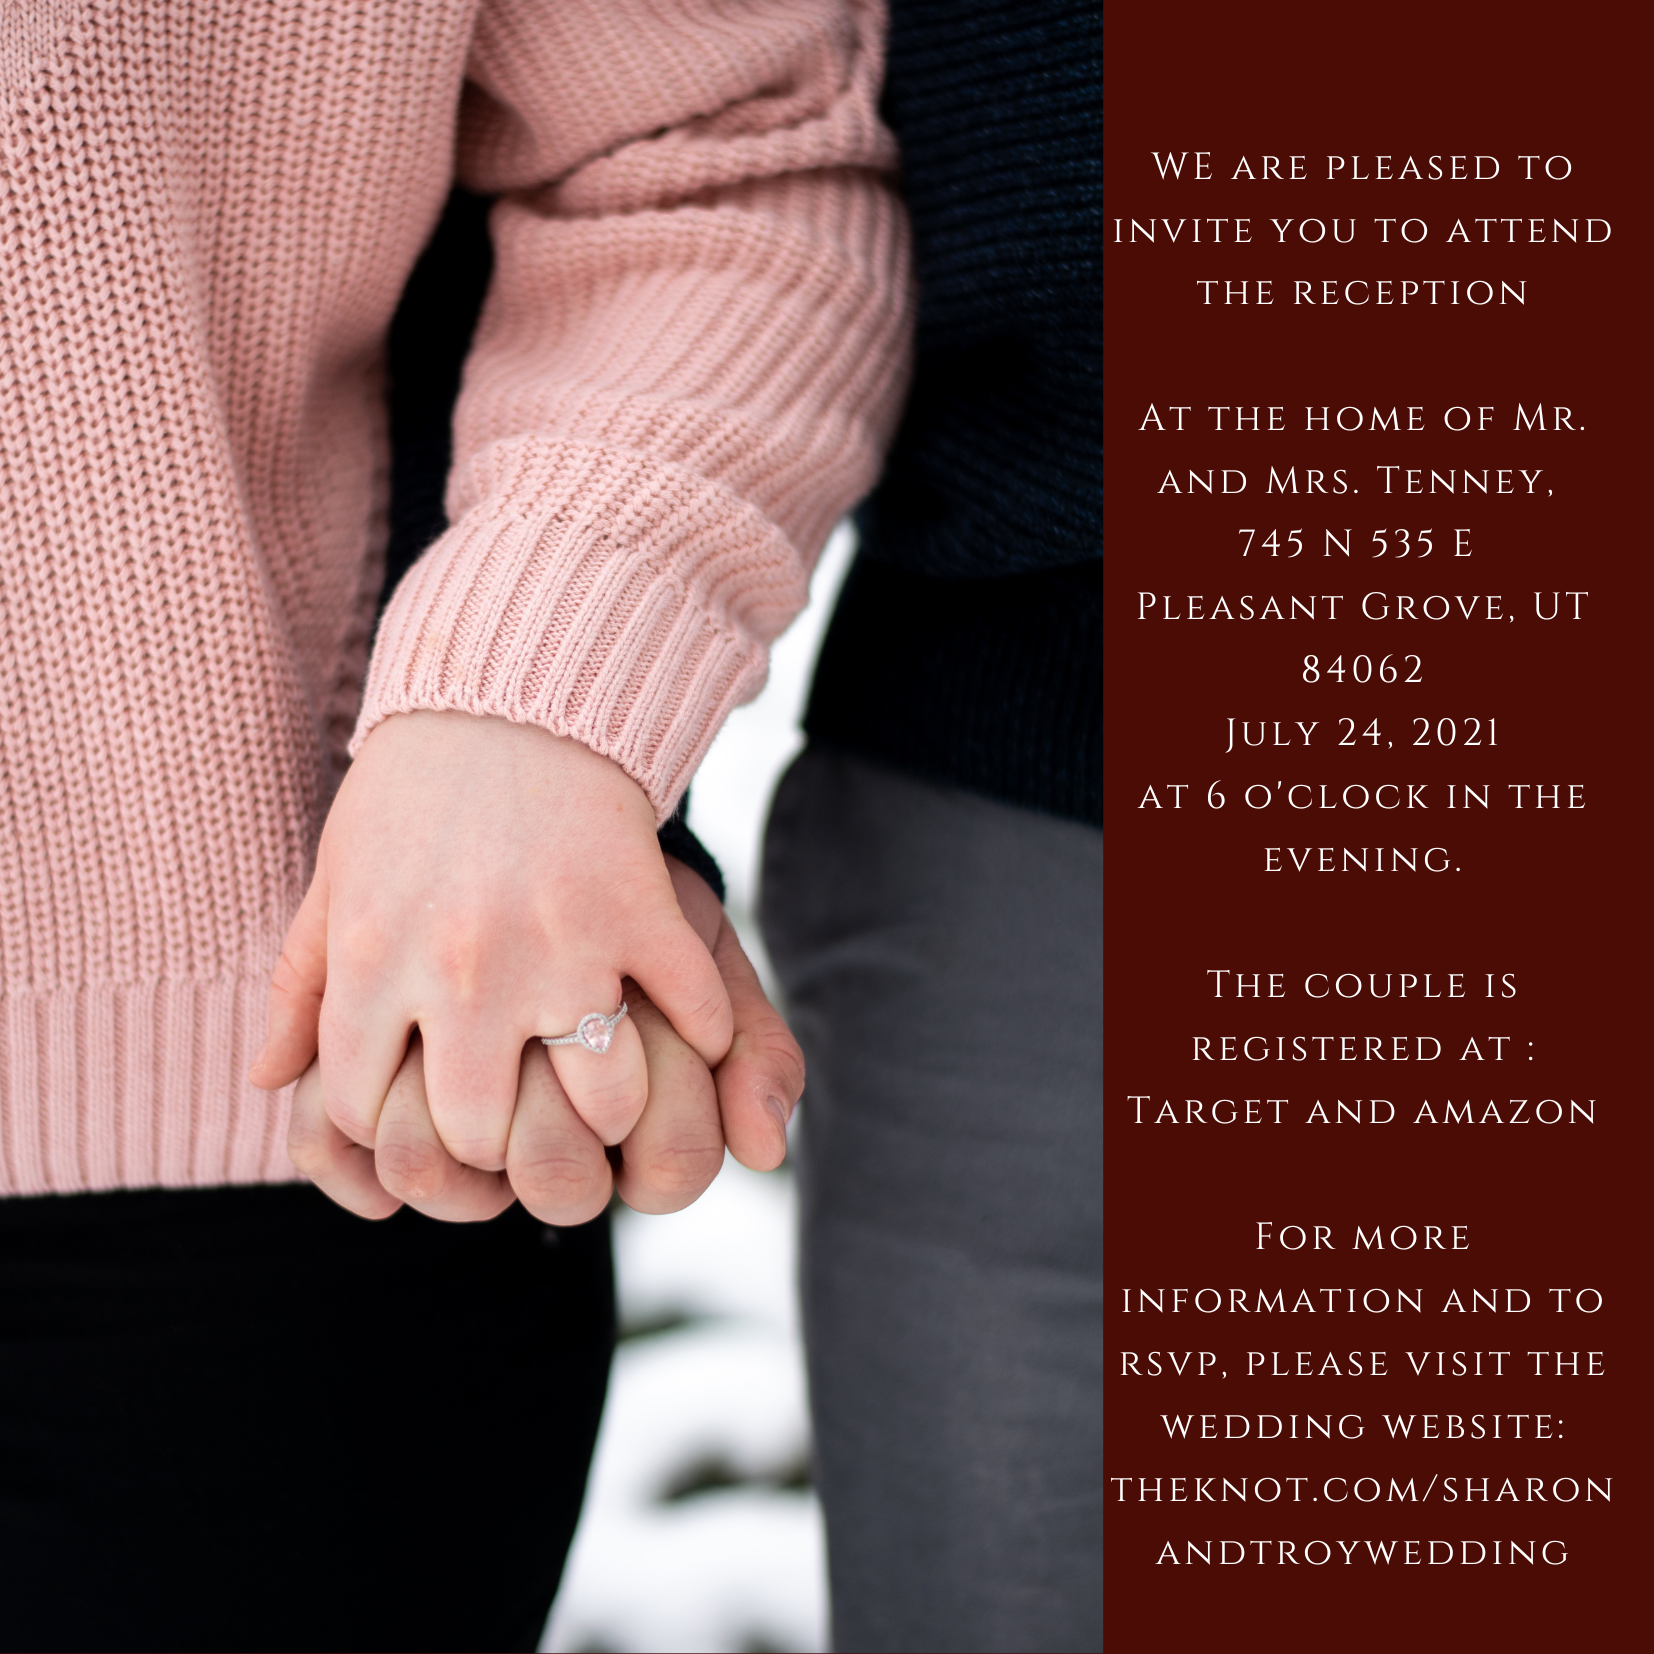 WE ARE PLEASED TO
INVITE YOU TO ATTEND
THE RECEPTION
At the home of Mr.
and Mrs. Tenney,
745 N 535 E
Pleasant Grove, UT
84062
July 24, 2021
at 6 o'clock in the
evening.
The couple is
registered at :
Target and amazon
For more
information and to
rsvp, please visit the
wedding website:
theknot.com/sharon
andtroywedding